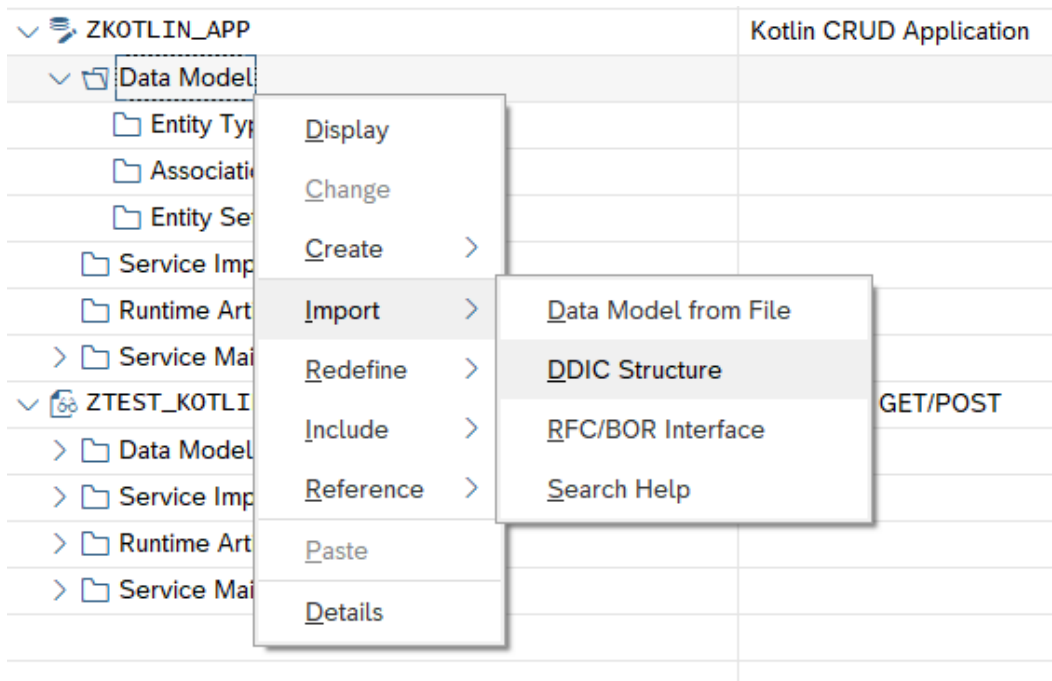 ZKOTLIN_APP Kotlin CRUD Application
Data Model
Entity Typ
Display
Associati
Change
Entity Se
Create
Service Imp
Runtime Art
Import
Data Model from File
Service Mai
Redefine
DDIC Structure
ZTEST_KOTLI GET/POST
Include
RFC/BOR Interface
Data Model
Reference
Search Help
Service Imp
Runtime Art
Paste
Service Mai
Details